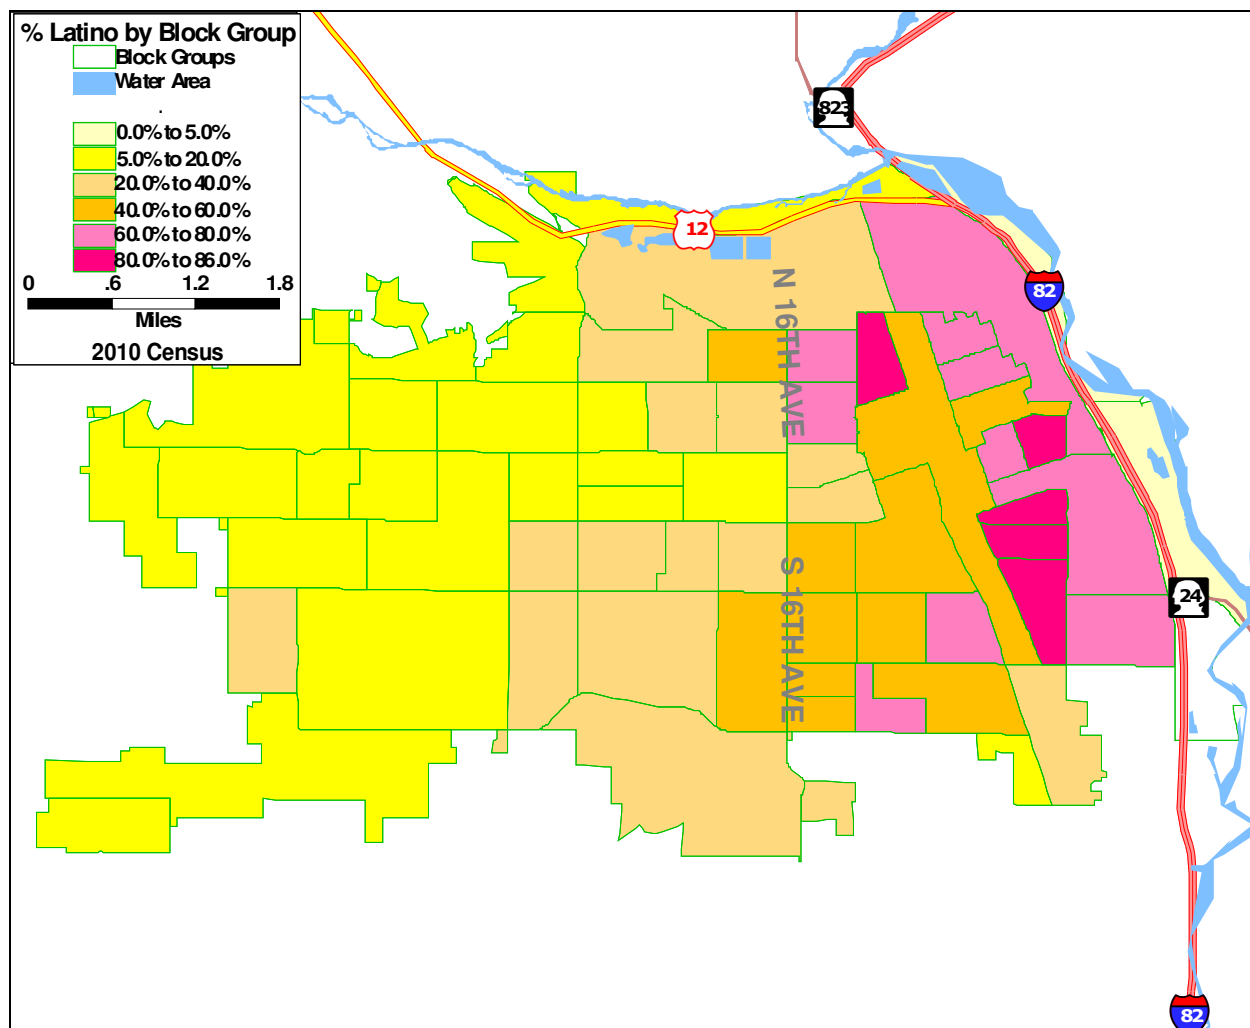 % Latino by Block Group
Block Groups
Water Area
.
0.0% to 5.0%
5.0% to 20.0%
20.0% to 40.0%
40.0% to 60.0%
60.0% to 80.0%
80.0% to 86.0%
0 .6 1.2 1.8
Miles
2010 Census
823
12
82
N 16TH AVE
S 16TH AVE
24
82